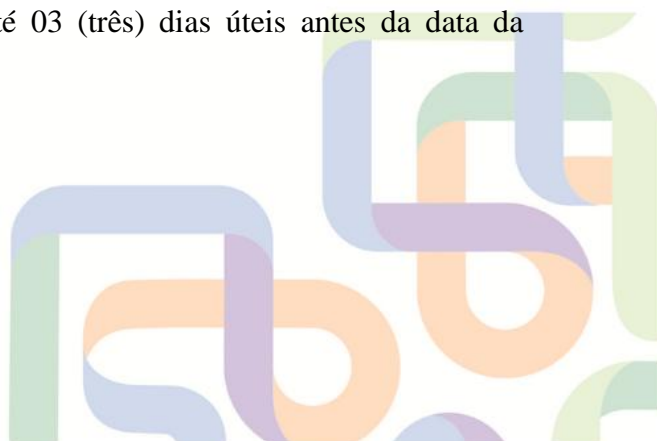 té 03 (três) dias úteis antes da data da